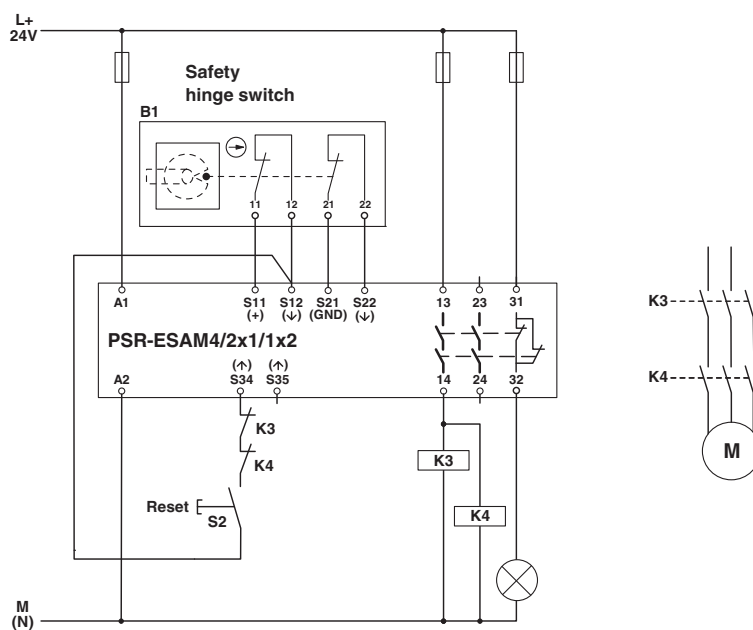 L+
24V
Safety
hinge switch
B1
11 12 21 22
A1 S11 S12 S21 S22 13 23 31
(+) (↓) (GND) (↓)
PSR-ESAM4/2x1/1x2
(↑) (↑)
A2 S34 S35 14 24 32
K3
K4
Reset
S2
K3
K4
M
(N)
K3
K4
M